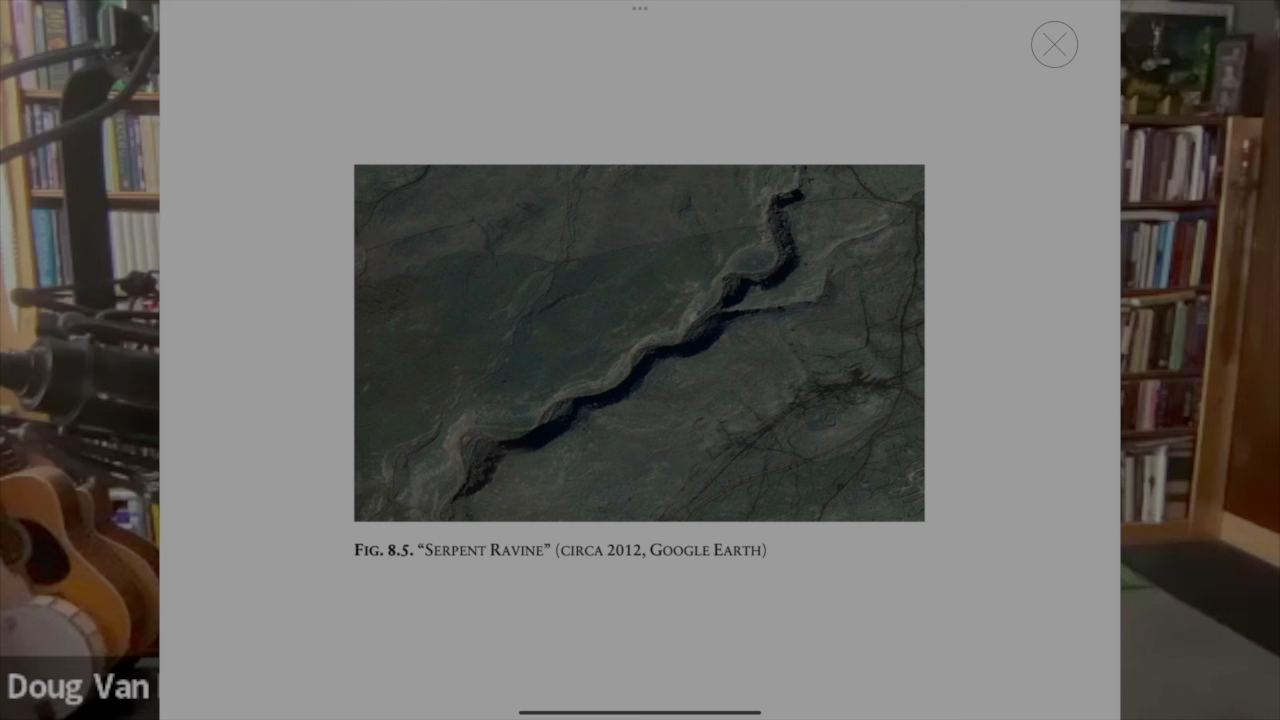 Fig. 8.5. “Serpent Ravine” (circa 2012, Google Earth)
Doug Van